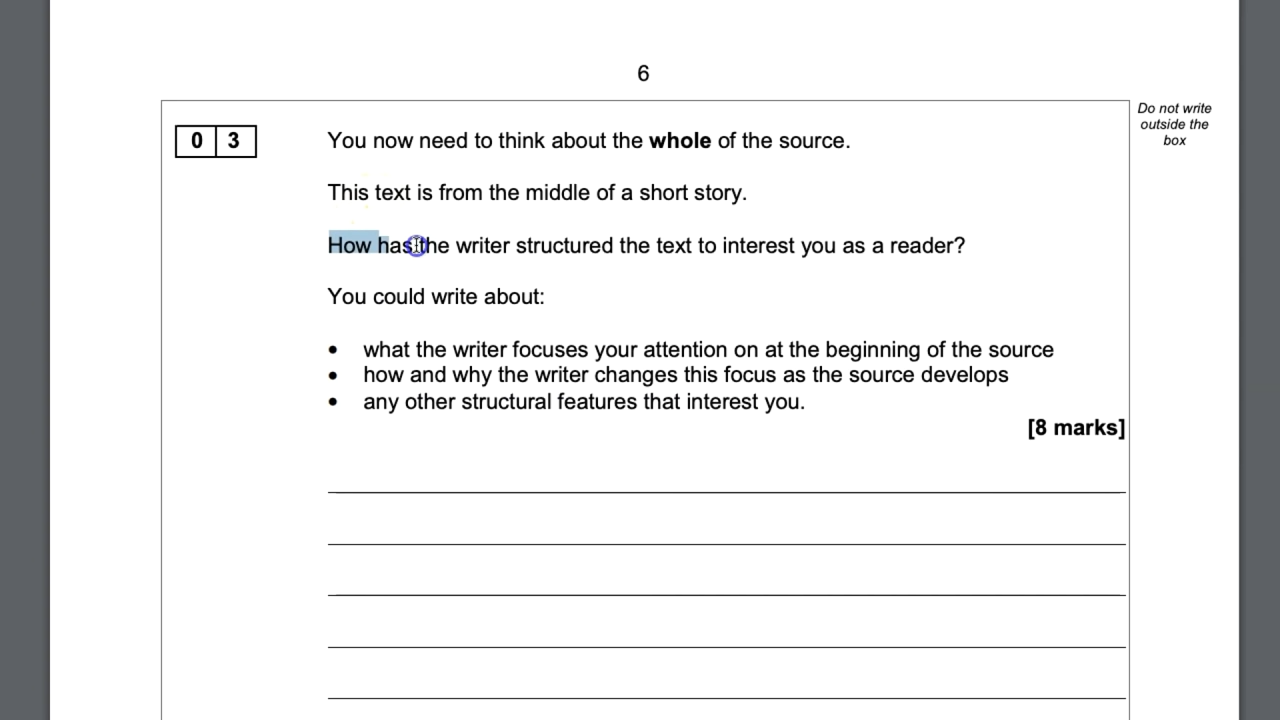 6
Do not write
outside the
box
0 3
You now need to think about the whole of the source.
This text is from the middle of a short story.
How has the writer structured the text to interest you as a reader?
You could write about:
• what the writer focuses your attention on at the beginning of the source
• how and why the writer changes this focus as the source develops
• any other structural features that interest you.
[8 marks]